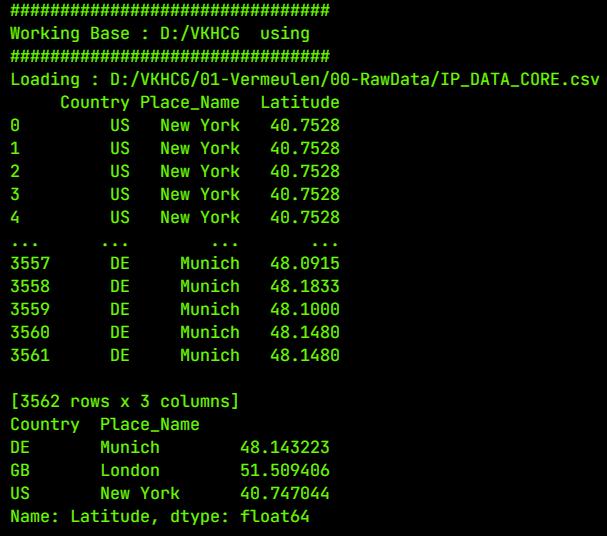 ################################
Working Base : D:/VKHCG  using
################################
Loading : D:/VKHCG/01-Vermeulen/00-RawData/IP_DATA_CORE.csv
     Country Place_Name  Latitude
0         US   New York   40.7528
1         US   New York   40.7528
2         US   New York   40.7528
3         US   New York   40.7528
4         US   New York   40.7528
...      ...        ...       ...
3557      DE     Munich   48.0915
3558      DE     Munich   48.1833
3559      DE     Munich   48.1000
3560      DE     Munich   48.1480
3561      DE     Munich   48.1480

[3562 rows x 3 columns]
Country  Place_Name
DE       Munich        48.143223
GB       London        51.509406
US       New York      40.747044
Name: Latitude, dtype: float64